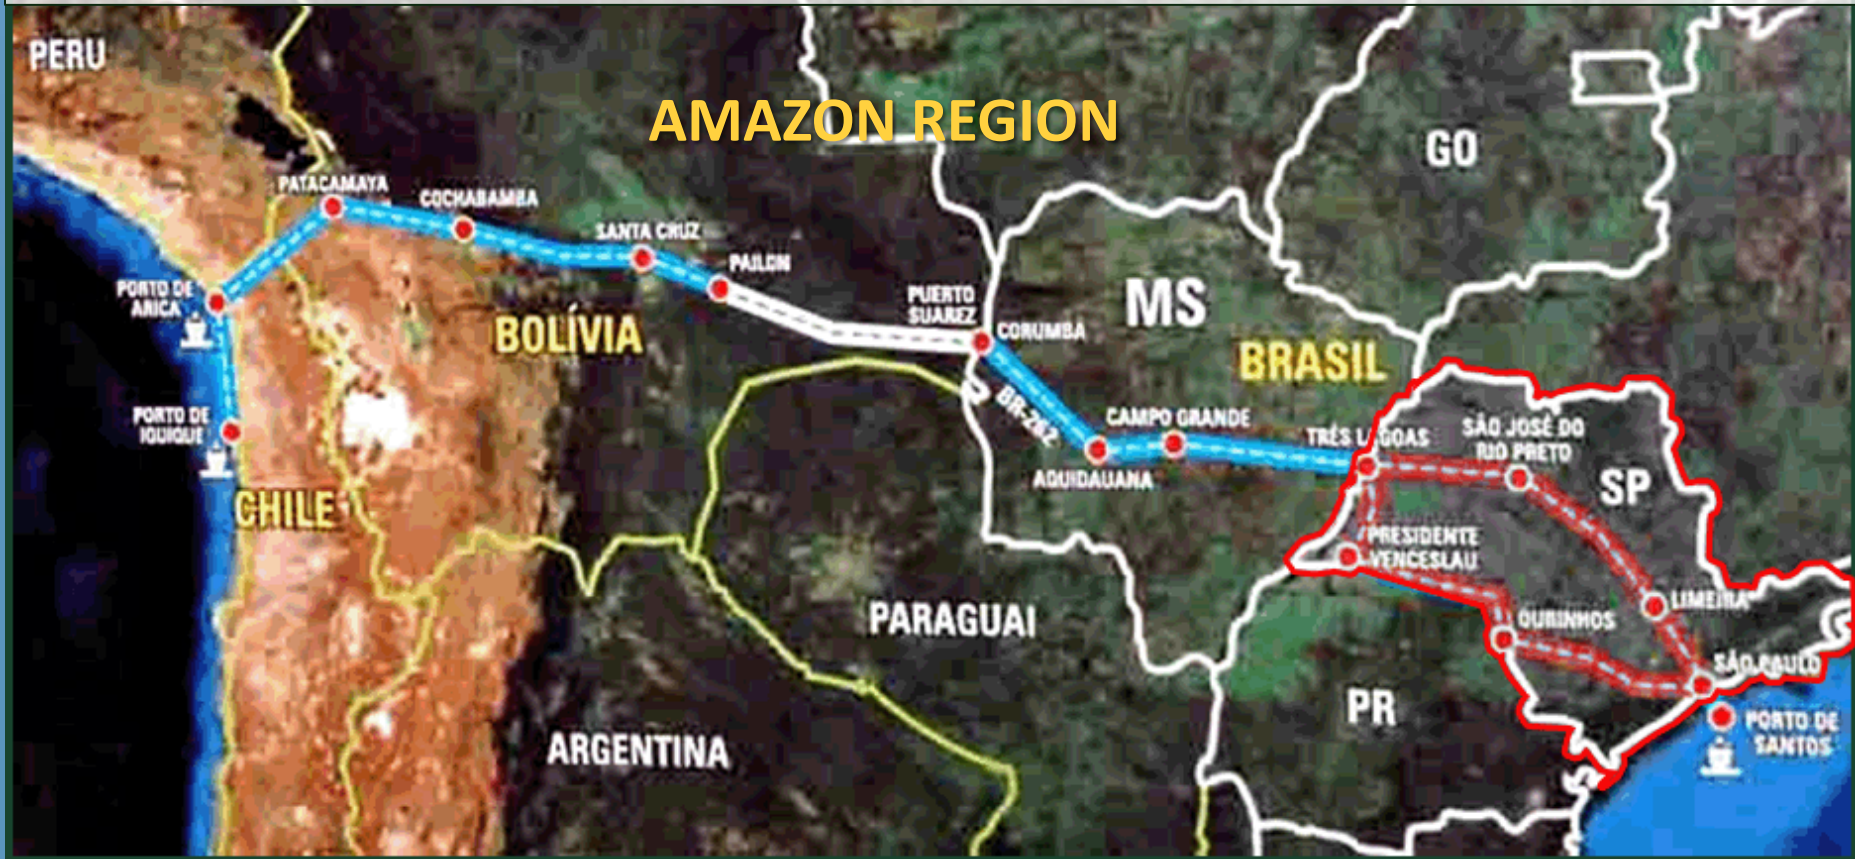 PERU
AMAZON REGION
GO
PATACAMAYA
COCHABAMBA
SANTA CRUZ
PAILON
PORTO DE
ARICA
BOLÍVIA
PUERTO
SUAREZ
CORUMBA
MS
BRASIL
BR-262
PORTO DE
IQUIQUE
CHILE
CAMPO GRANDE
AQUIDAUANA
TRÉS LAGOAS
SÃO JOSÉ DO
RIO PRETO
SP
PRESIDENTE
VENCESLAU
LIMEIRA
OURINHOS
PARAGUAI
SÃO PAULO
PR
PORTO DE
SANTOS
ARGENTINA